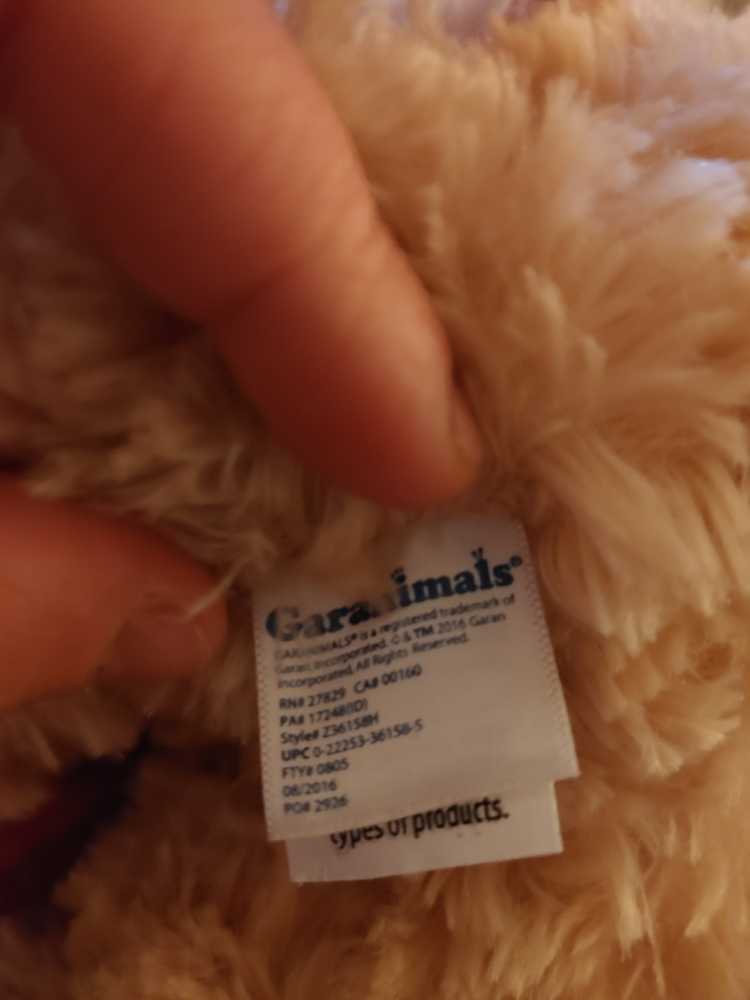 Garanimals®
GARANIMALS® is a registered trademark of
Garan Incorporated. © & TM 2016 Garan
Incorporated, All Rights Reserved.
RN# 27829 CA# 00160
PA# 17248(ID)
Style# Z36158H
UPC 0-22253-36158-5
FTY# 0805
08/2016
PO# 2926
types of products.